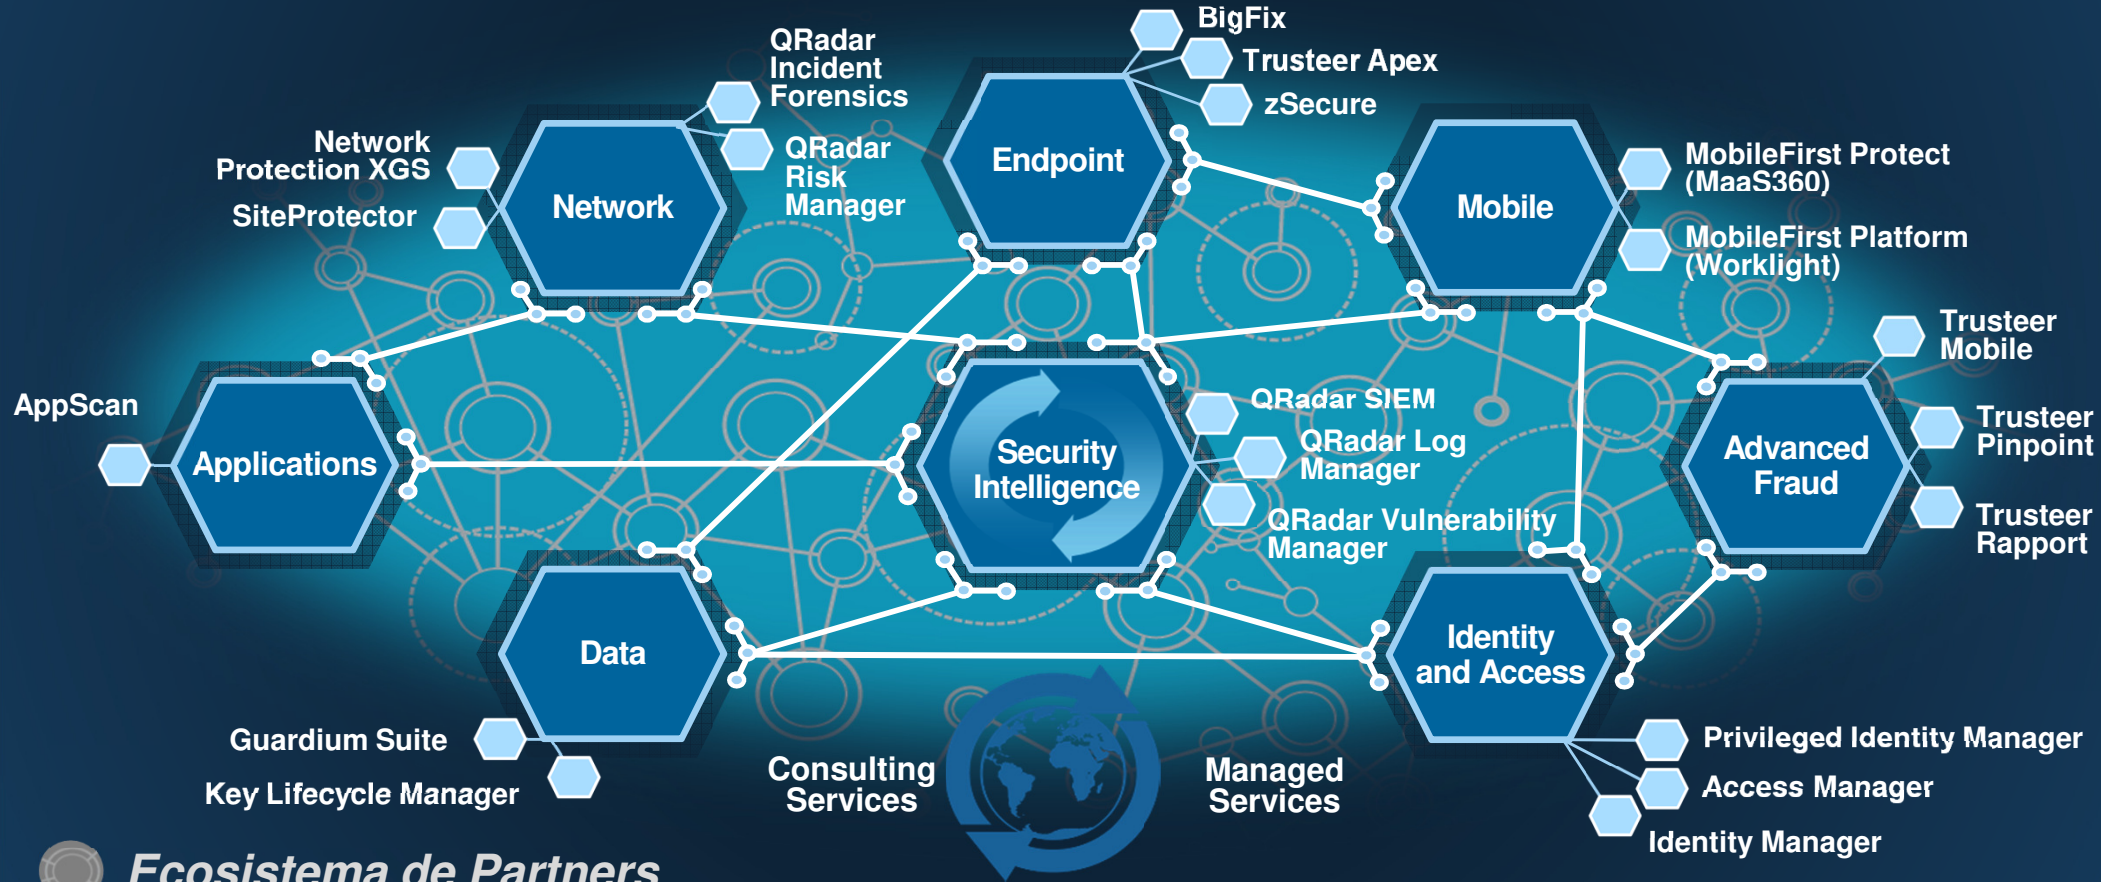 BigFix
Trusteer Apex
zSecure
QRadar
Incident
Forensics
QRadar
Risk
Manager
Network
Protection XGS
SiteProtector
Network
Endpoint
Mobile
MobileFirst Protect
(MaaS360)
MobileFirst Platform
(Worklight)
Trusteer
Mobile
Trusteer
Pinpoint
Trusteer
Rapport
Advanced
Fraud
AppScan
Applications
Security
Intelligence
QRadar SIEM
QRadar Log
Manager
QRadar Vulnerability
Manager
Data
Identity
and Access
Guardium Suite
Key Lifecycle Manager
Consulting
Services
Managed
Services
Privileged Identity Manager
Access Manager
Identity Manager
Ecosistema de Partners